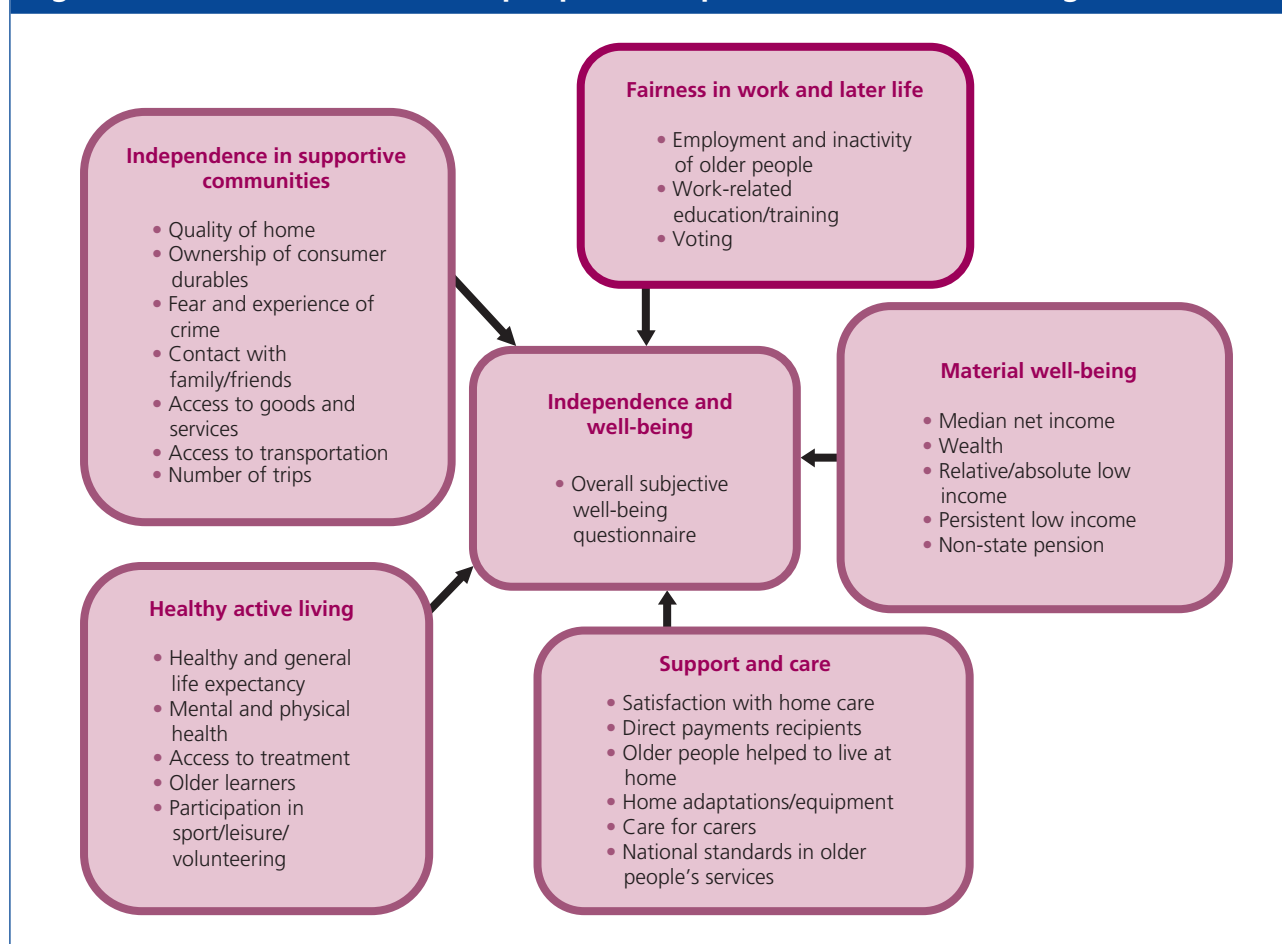 Fairness in work and later life
• Employment and inactivity
of older people
• Work-related
education/training
• Voting
Independence in supportive
communities
• Quality of home
• Ownership of consumer
durables
• Fear and experience of
crime
• Contact with
family/friends
• Access to goods and
services
• Access to transportation
• Number of trips
Independence and
well-being
• Overall subjective
well-being
questionnaire
Material well-being
• Median net income
• Wealth
• Relative/absolute low
income
• Persistent low income
• Non-state pension
Healthy active living
• Healthy and general
life expectancy
• Mental and physical
health
• Access to treatment
• Older learners
• Participation in
sport/leisure/
volunteering
Support and care
• Satisfaction with home care
• Direct payments recipients
• Older people helped to live at
home
• Home adaptations/equipment
• Care for carers
• National standards in older
people's services